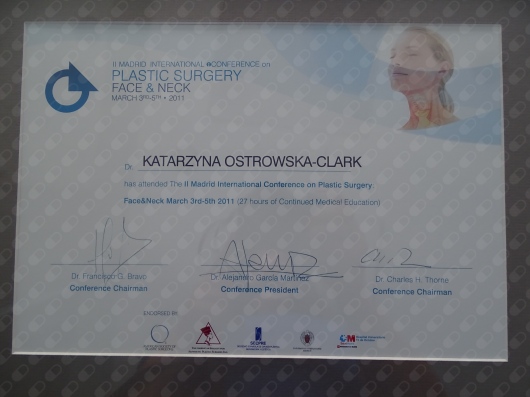 II MADRID INTERNATIONAL eCONFERENCE on
PLASTIC SURGERY
FACE & NECK
MARCH 3RD-5TH • 2011
Dr. KATARZYNA OSTROWSKA-CLARK
has attended The II Madrid International Conference on Plastic Surgery:
Face&Neck March 3rd-5th 2011 (27 hours of Continued Medical Education)
Dr. Francisco G. Bravo
Conference Chairman
Dr. Alejandro García Martínez
Conference President
Dr. Charles H. Thorne
Conference Chairman
ENDORSED BY
SECPRE